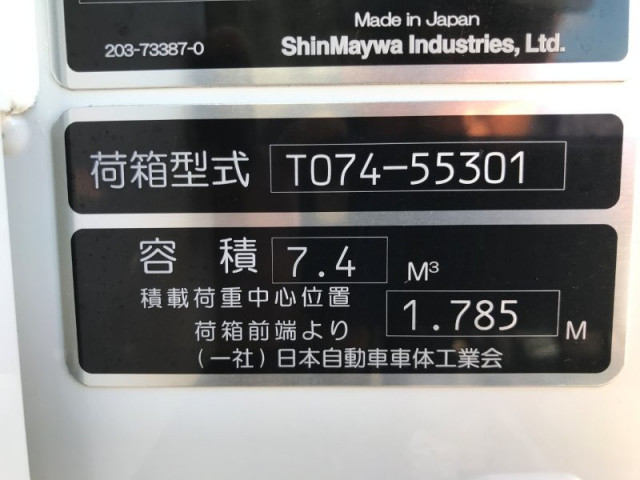 Made in Japan
203-73387-0 ShinMaywa Industries, Ltd.
荷箱型式 T074-55301
容積 7.4 M³
積載荷重中心位置
荷箱前端より 1.785 M
(一社)日本自動車車体工業会